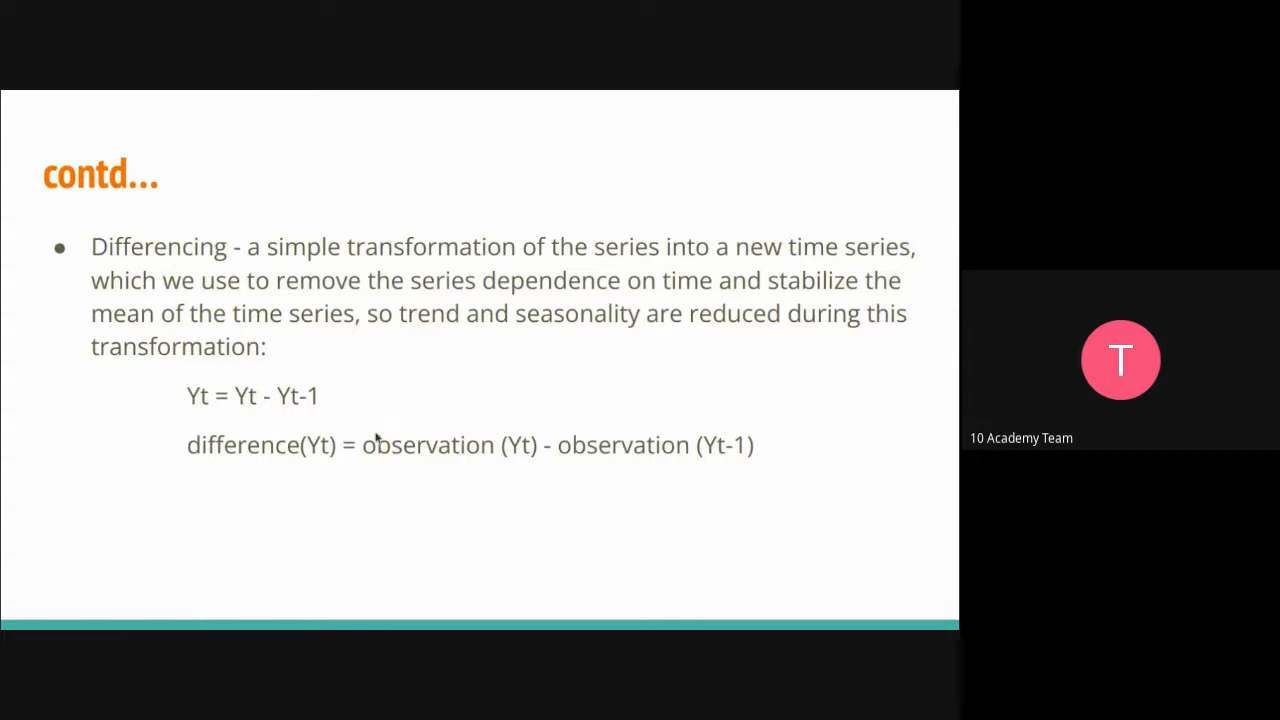 contd...
● Differencing - a simple transformation of the series into a new time series,
which we use to remove the series dependence on time and stabilize the
mean of the time series, so trend and seasonality are reduced during this
transformation:
Yt = Yt - Yt-1
difference(Yt) = observation (Yt) - observation (Yt-1)
T
10 Academy Team